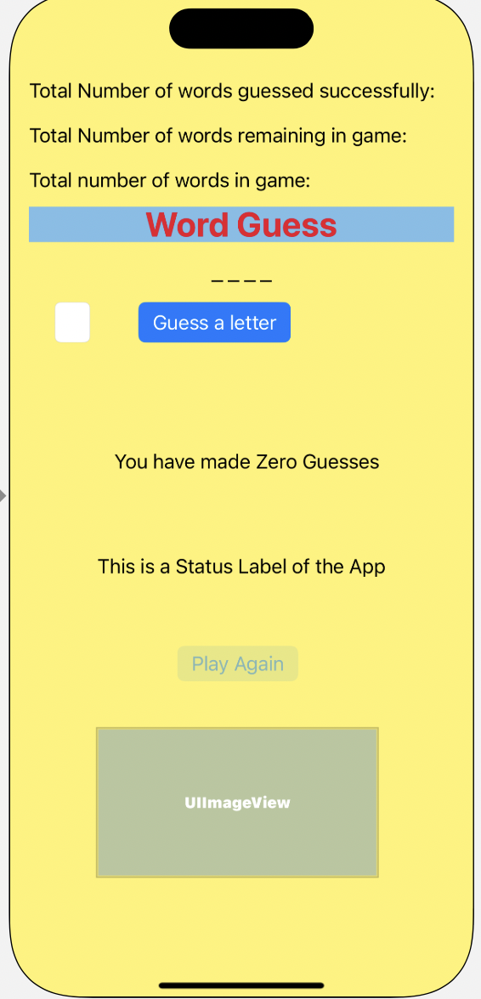 Total Number of words guessed successfully:
Total Number of words remaining in game:
Total number of words in game:
Word Guess
_ _ _ _
Guess a letter
You have made Zero Guesses
This is a Status Label of the App
Play Again
UIImageView